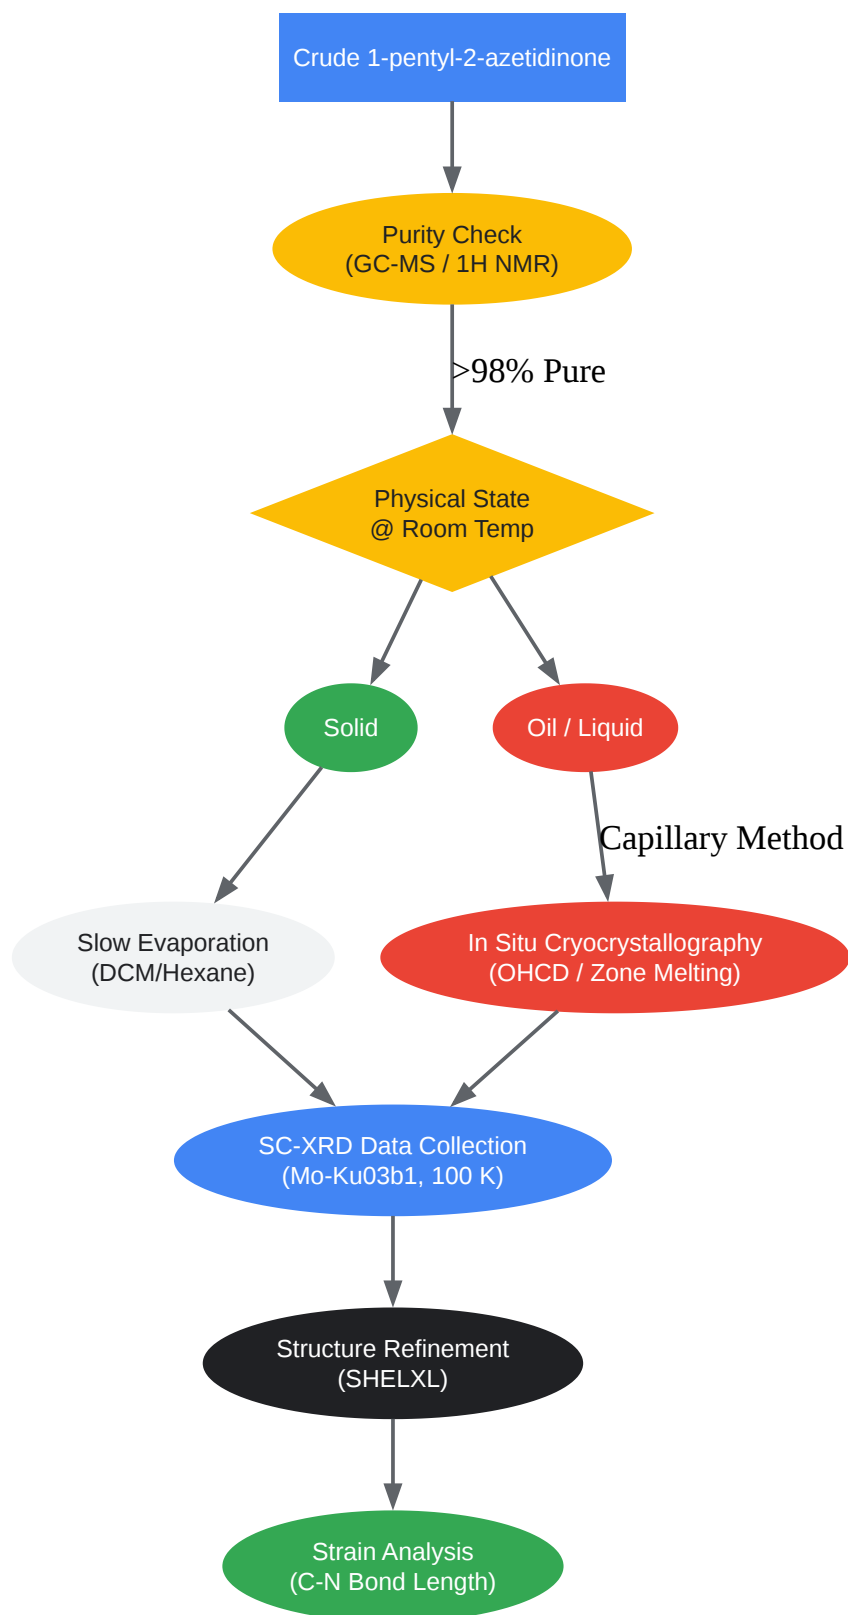 Crude 1-pentyl-2-azetidinone
Purity Check
(GC-MS / 1H NMR)
>98% Pure
Physical State
@ Room Temp
Solid
Oil / Liquid
Capillary Method
Slow Evaporation
(DCM/Hexane)
In Situ Cryocrystallography
(OHCD / Zone Melting)
SC-XRD Data Collection
(Mo-Ku03b1, 100 K)
Structure Refinement
(SHELXL)
Strain Analysis
(C-N Bond Length)